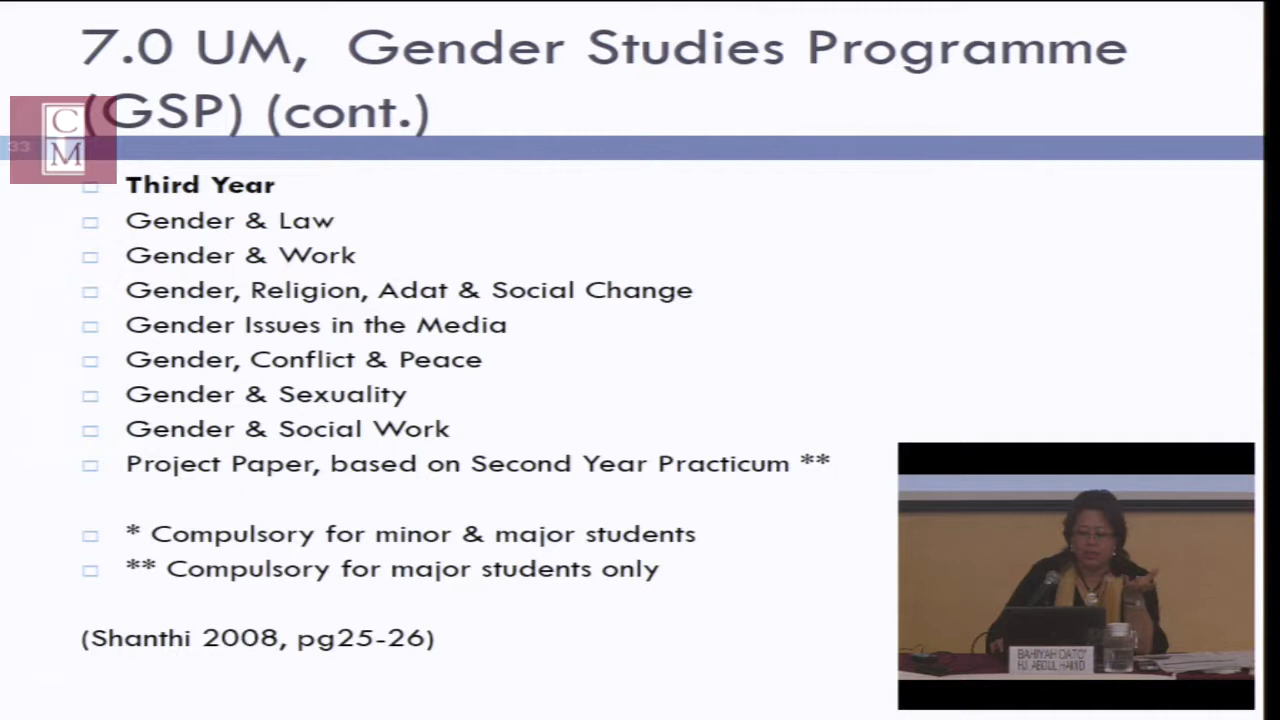 7.0 UM, Gender Studies Programme
(GSP) (cont.)
C
M
33
Third Year
Gender & Law
Gender & Work
Gender, Religion, Adat & Social Change
Gender Issues in the Media
Gender, Conflict & Peace
Gender & Sexuality
Gender & Social Work
Project Paper, based on Second Year Practicum **
* Compulsory for minor & major students
** Compulsory for major students only
(Shanthi 2008, pg25-26)
BAHIYAH DATO'
HJ. ABDUL HAMID